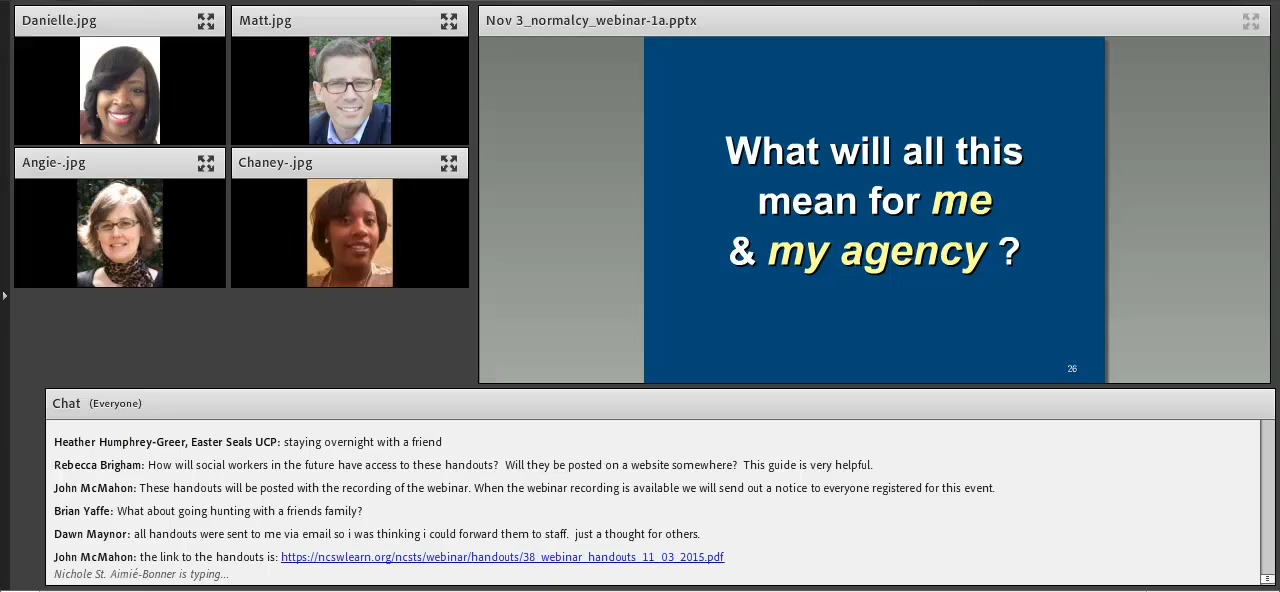 Danielle.jpg
Matt.jpg
Angie-.jpg
Chaney-.jpg
Nov 3_normalcy_webinar-1a.pptx
What will all this
mean for me
& my agency ?
26
Chat (Everyone)
Heather Humphrey-Greer, Easter Seals UCP: staying overnight with a friend
Rebecca Brigham: How will social workers in the future have access to these handouts?  Will they be posted on a website somewhere?  This guide is very helpful.
John McMahon: These handouts will be posted with the recording of the webinar. When the webinar recording is available we will send out a notice to everyone registered for this event.
Brian Yaffe: What about going hunting with a friends family?
Dawn Maynor: all handouts were sent to me via email so i was thinking i could forward them to staff.  just a thought for others.
John McMahon: the link to the handouts is: https://ncswlearn.org/ncsts/webinar/handouts/38_webinar_handouts_11_03_2015.pdf
Nichole St. Aimié-Bonner is typing...